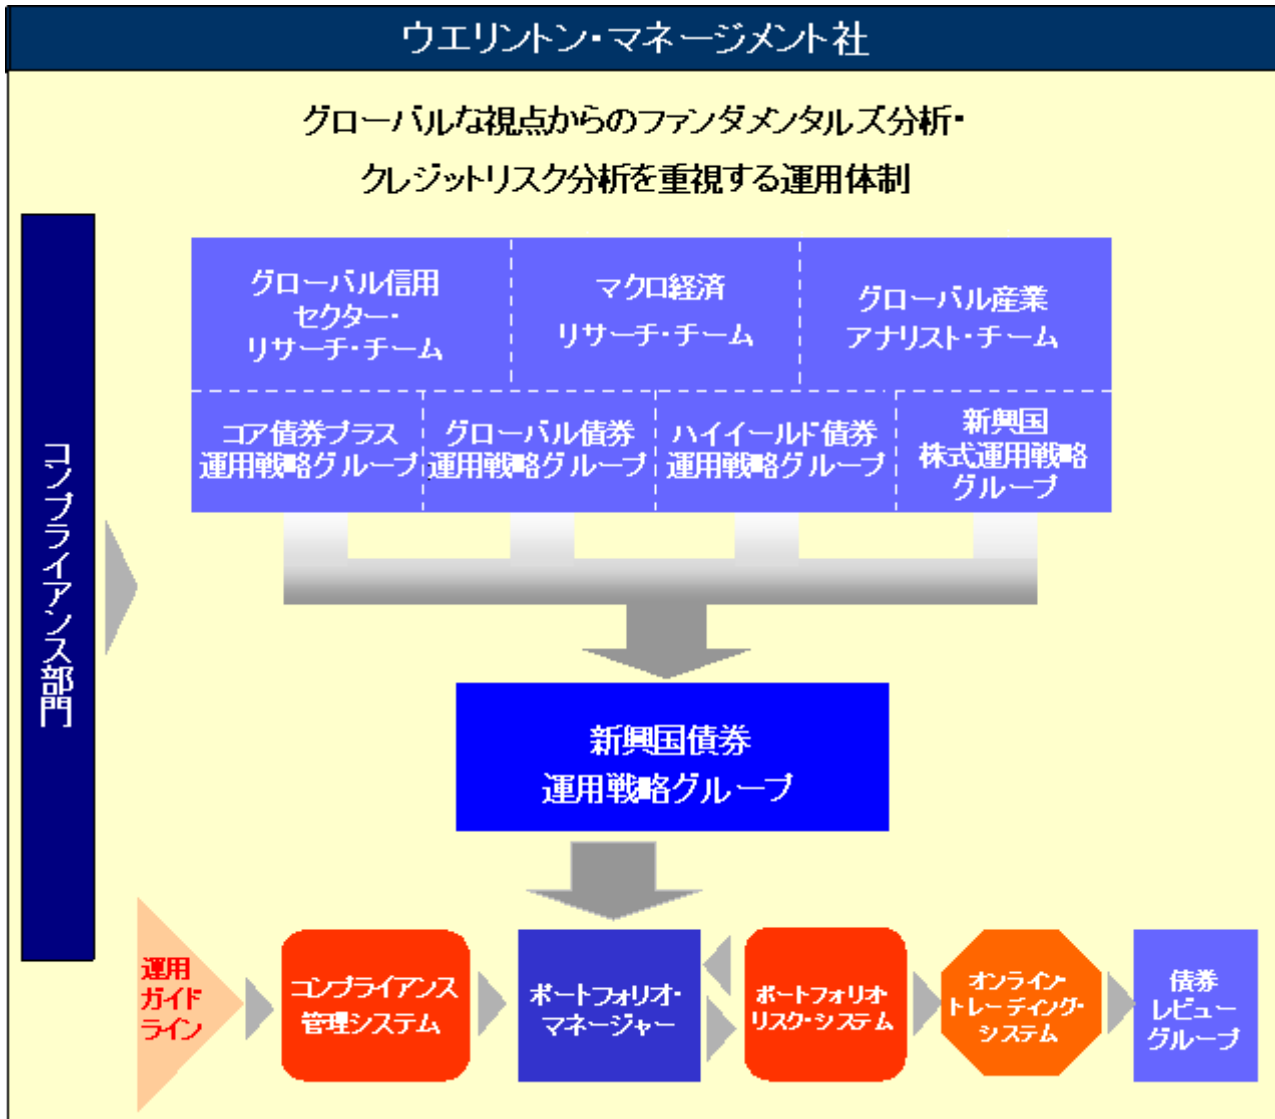 ウエリントン・マネージメント社
グローバルな視点からのファンダメンタルズ分析・
クレジットリスク分析を重視する運用体制
コンプライアンス部門
グローバル信用
セクター・
リサーチ・チーム
マクロ経済
リサーチ・チーム
グローバル産業
アナリスト・チーム
コア債券プラス
運用戦略グループ
グローバル債券
運用戦略グループ
ハイイールド債券
運用戦略グループ
新興国
株式運用戦略
グループ
新興国債券
運用戦略グループ
運用
ガイド
ライン
コンプライアンス
管理システム
ポートフォリオ・
マネージャー
ポートフォリオ・
リスク・システム
オンライン・
トレーディング・
システム
債券
レビュー
グループ